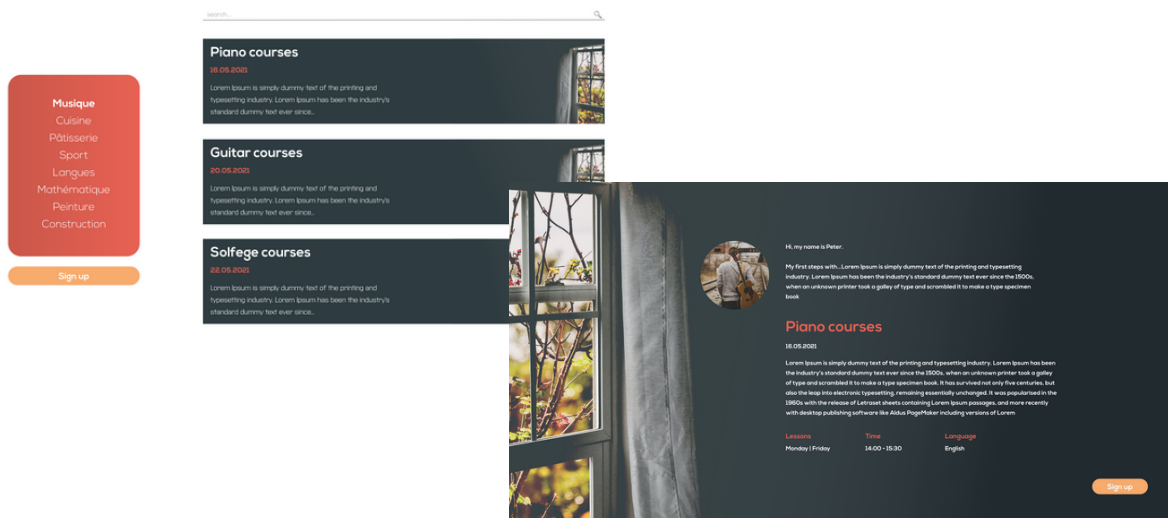 search...
Musique
Cuisine
Pâtisserie
Sport
Langues
Mathématique
Peinture
Construction
Sign up
Piano courses
16.05.2021
Lorem Ipsum is simply dummy text of the printing and
typesetting industry. Lorem Ipsum has been the industry's
standard dummy text ever since...
Guitar courses
20.05.2021
Lorem Ipsum is simply dummy text of the printing and
typesetting industry. Lorem Ipsum has been the industry's
standard dummy text ever since...
Solfege courses
22.05.2021
Lorem Ipsum is simply dummy text of the printing and
typesetting industry. Lorem Ipsum has been the industry's
standard dummy text ever since...
Hi, my name is Peter.
My first steps with...Lorem Ipsum is simply dummy text of the printing and typesetting
industry. Lorem Ipsum has been the industry's standard dummy text ever since the 1500s,
when an unknown printer took a galley of type and scrambled it to make a type specimen
book
Piano courses
16.05.2021
Lorem Ipsum is simply dummy text of the printing and typesetting industry. Lorem Ipsum has been
the industry's standard dummy text ever since the 1500s, when an unknown printer took a galley
of type and scrambled it to make a type specimen book. It has survived not only five centuries, but
also the leap into electronic typesetting, remaining essentially unchanged. It was popularised in the
1960s with the release of Letraset sheets containing Lorem Ipsum passages, and more recently
with desktop publishing software like Aldus PageMaker including versions of Lorem
Lessons Time Language
Monday | Friday 14:00 - 15:30 English
Sign up